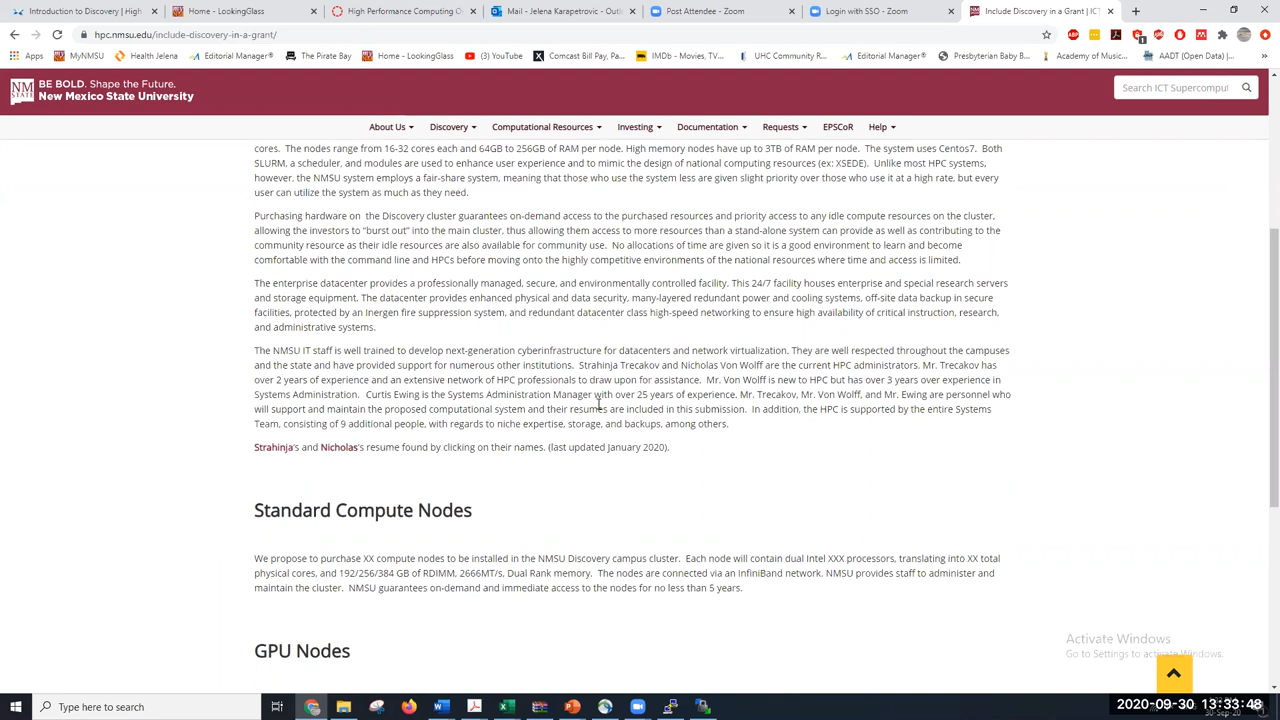 Introduction to Discovery | High
Home - LookingGlass
High Performance Computing O
Mail - Jelena Karapetrovic - Outl
Post Attendee - Zoom
Login with SSO - Zoom
Include Discovery in a Grant | ICT
hpc.nmsu.edu/include-discovery-in-a-grant/
Apps
MyNMSU
Health Jelena
Editorial Manager®
The Pirate Bay
Home - LookingGlass
(3) YouTube
Comcast Bill Pay, Pa...
IMDb - Movies, TV...
UHC Community R...
Editorial Manager®
Presbyterian Baby B...
Academy of Music...
AADT (Open Data) |...
BE BOLD. Shape the Future.
New Mexico State University
Search ICT Supercomput
About Us
Discovery
Computational Resources
Investing
Documentation
Requests
EPSCoR
Help
cores. The nodes range from 16-32 cores and 64GB to 256GB of RAM per node. High memory nodes have up to 3TB of RAM per node. The system uses Centos7. Both
SLURM, a scheduler, and modules are used to enhance user experience and to mimic the design of national computing resources (ex: XSEDE). Unlike most HPC systems,
however, the NMSU system employs a fair-share system, meaning that those who use the system less are given slight priority over those who use it at a high rate, but every
user can utilize the system as much as they need.
Purchasing hardware on the Discovery cluster guarantees on-demand access to the purchased resources and priority access to any idle compute resources on the cluster,
allowing the investors to "burst out" into the main cluster, thus allowing them access to more resources than a stand-alone system can provide as well as contributing to the
community resource as their idle resources are also available for community use. No allocations of time are given so it is a good environment to learn and become
comfortable with the command line and HPCs before moving onto the highly competitive environments of the national resources where time and access is limited.
The enterprise datacenter provides a professionally managed, secure, and environmentally controlled facility. This 24/7 facility houses enterprise and special research servers
and storage equipment. The datacenter provides enhanced physical and data security, many-layered redundant power and cooling systems, off-site data backup in secure
facilities, protected by an Inergen fire suppression system, and redundant datacenter class high-speed networking to ensure high availability of critical instruction, research,
and administrative systems.
The NMSU IT staff is well trained to develop next-generation cyberinfrastructure for datacenters and network virtualization. They are well respected throughout the campuses
and the state and have provided support for numerous other institutions. Strahinja Trecakov and Nicholas Von Wolff are the current HPC administrators. Mr. Trecakov has
over 2 years of experience and an extensive network of HPC professionals to draw upon for assistance. Mr. Von Wolff is new to HPC but has over 3 years over experience in
Systems Administration. Curtis Ewing is the Systems Administration Manager with over 25 years of experience. Mr. Trecakov, Mr. Von Wolff, and Mr. Ewing are personnel who
will support and maintain the proposed computational system and their resumes are included in this submission. In addition, the HPC is supported by the entire Systems
Team, consisting of 9 additional people, with regards to niche expertise, storage, and backups, among others.
Strahinja's and Nicholas's resume found by clicking on their names. (last updated January 2020).
Standard Compute Nodes
We propose to purchase XX compute nodes to be installed in the NMSU Discovery campus cluster. Each node will contain dual Intel XXX processors, translating into XX total
physical cores, and 192/256/384 GB of RDIMM, 2666MT/s, Dual Rank memory. The nodes are connected via an InfiniBand network. NMSU provides staff to administer and
maintain the cluster. NMSU guarantees on-demand and immediate access to the nodes for no less than 5 years.
GPU Nodes
Activate Windows
Go to Settings to activate Windows.
Type here to search
2020-09-30 13:33:48